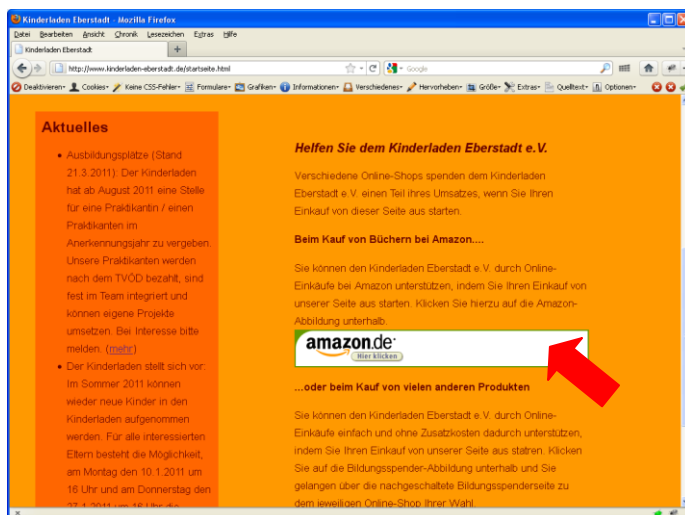 Kinderladen Eberstadt - Mozilla Firefox
Datei Bearbeiten Ansicht Chronik Lesezeichen Extras Hilfe
Kinderladen Eberstadt
http://www.kinderladen-eberstadt.de/startseite.html
Google
Deaktivieren Cookies Keine CSS-Fehler Formulare Grafiken Informationen Verschiedenes Hervorheben Größe Extras Quelltext Optionen
Aktuelles
Ausbildungsplätze (Stand
21.3.2011): Der Kinderladen
hat ab August 2011 eine Stelle
für eine Praktikantin / einen
Praktikanten im
Anerkennungsjahr zu vergeben.
Unsere Praktikanten werden
nach dem TVÖD bezahlt, sind
fest im Team integriert und
können eigene Projekte
umsetzen. Bei Interesse bitte
melden. (mehr)
Der Kinderladen stellt sich vor:
Im Sommer 2011 können
wieder neue Kinder in den
Kinderladen aufgenommen
werden. Für alle interessierten
Eltern besteht die Möglichkeit,
am Montag den 10.1.2011 um
16 Uhr und am Donnerstag den
27.1.2011 um 16 Uhr die
Helfen Sie dem Kinderladen Eberstadt e.V.
Verschiedene Online-Shops spenden dem Kinderladen
Eberstadt e.V. einen Teil ihres Umsatzes, wenn Sie Ihren
Einkauf von dieser Seite aus starten.
Beim Kauf von Büchern bei Amazon....
Sie können den Kinderladen Eberstadt e.V. durch Online-
Einkäufe bei Amazon unterstützen, indem Sie Ihren Einkauf von
unserer Seite aus starten. Klicken Sie hierzu auf die Amazon-
Abbildung unterhalb.
amazon.de
Hier klicken
...oder beim Kauf von vielen anderen Produkten
Sie können den Kinderladen Eberstadt e.V. durch Online-
Einkäufe einfach und ohne Zusatzkosten dadurch unterstützen,
indem Sie Ihren Einkauf von unserer Seite aus statren. Klicken
Sie auf die Bildungsspender-Abbildung unterhalb und Sie
gelangen über die nachgeschaltete Bildungsspenderseite zu
dem jeweiligen Online-Shop Ihrer Wahl.